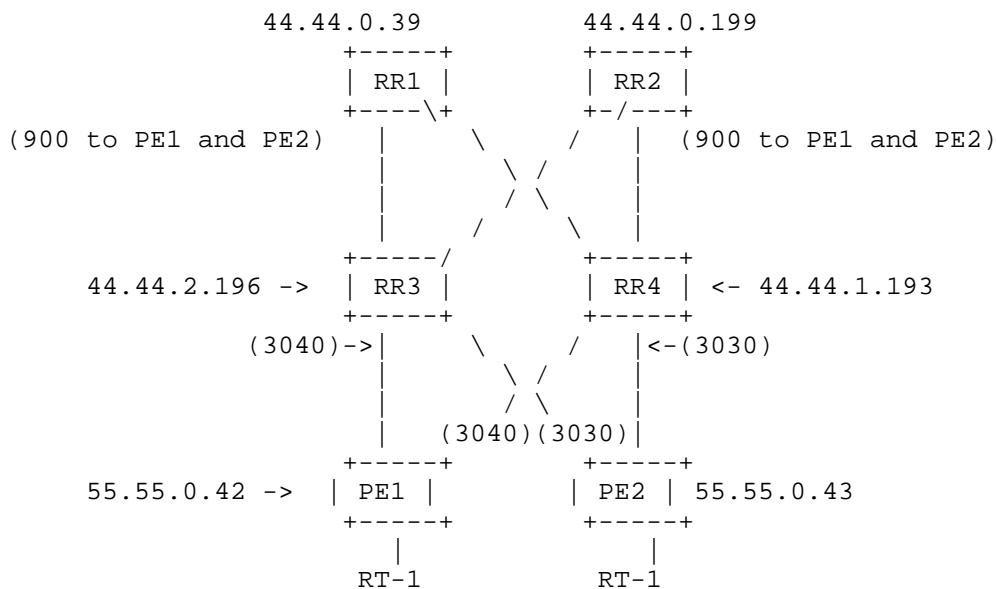 44.44.0.39 44.44.0.199
RR1 RR2
(900 to PE1 and PE2) (900 to PE1 and PE2)
44.44.2.196 -> RR3 RR4 <- 44.44.1.193
(3040)-> <-(3030)
(3040)(3030)
55.55.0.42 -> PE1 PE2 55.55.0.43
RT-1 RT-1